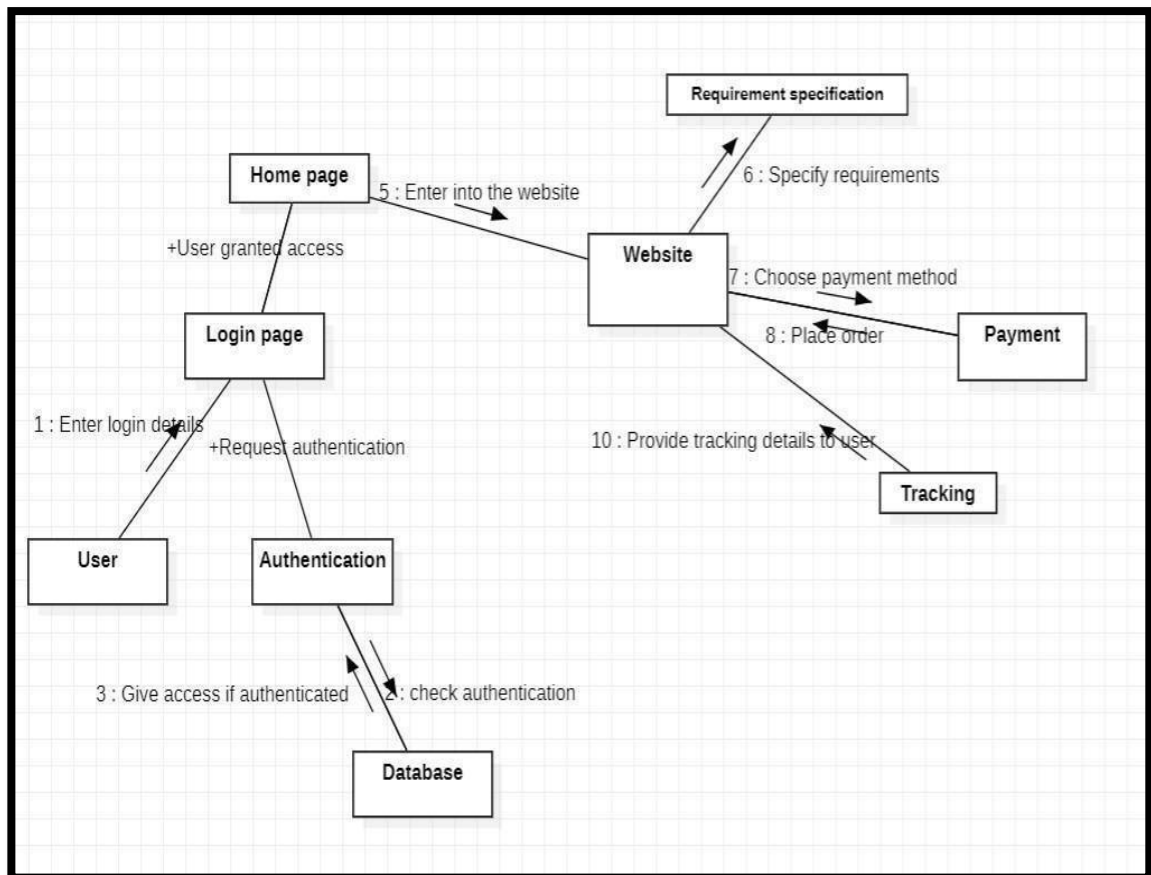 Requirement specification
Home page
6 : Specify requirements
5 : Enter into the website
+User granted access
Website
7 : Choose payment method
Login page
8 : Place order
Payment
1 : Enter login details
+Request authentication
10 : Provide tracking details to user
Tracking
User
Authentication
3 : Give access if authenticated
2 : check authentication
Database